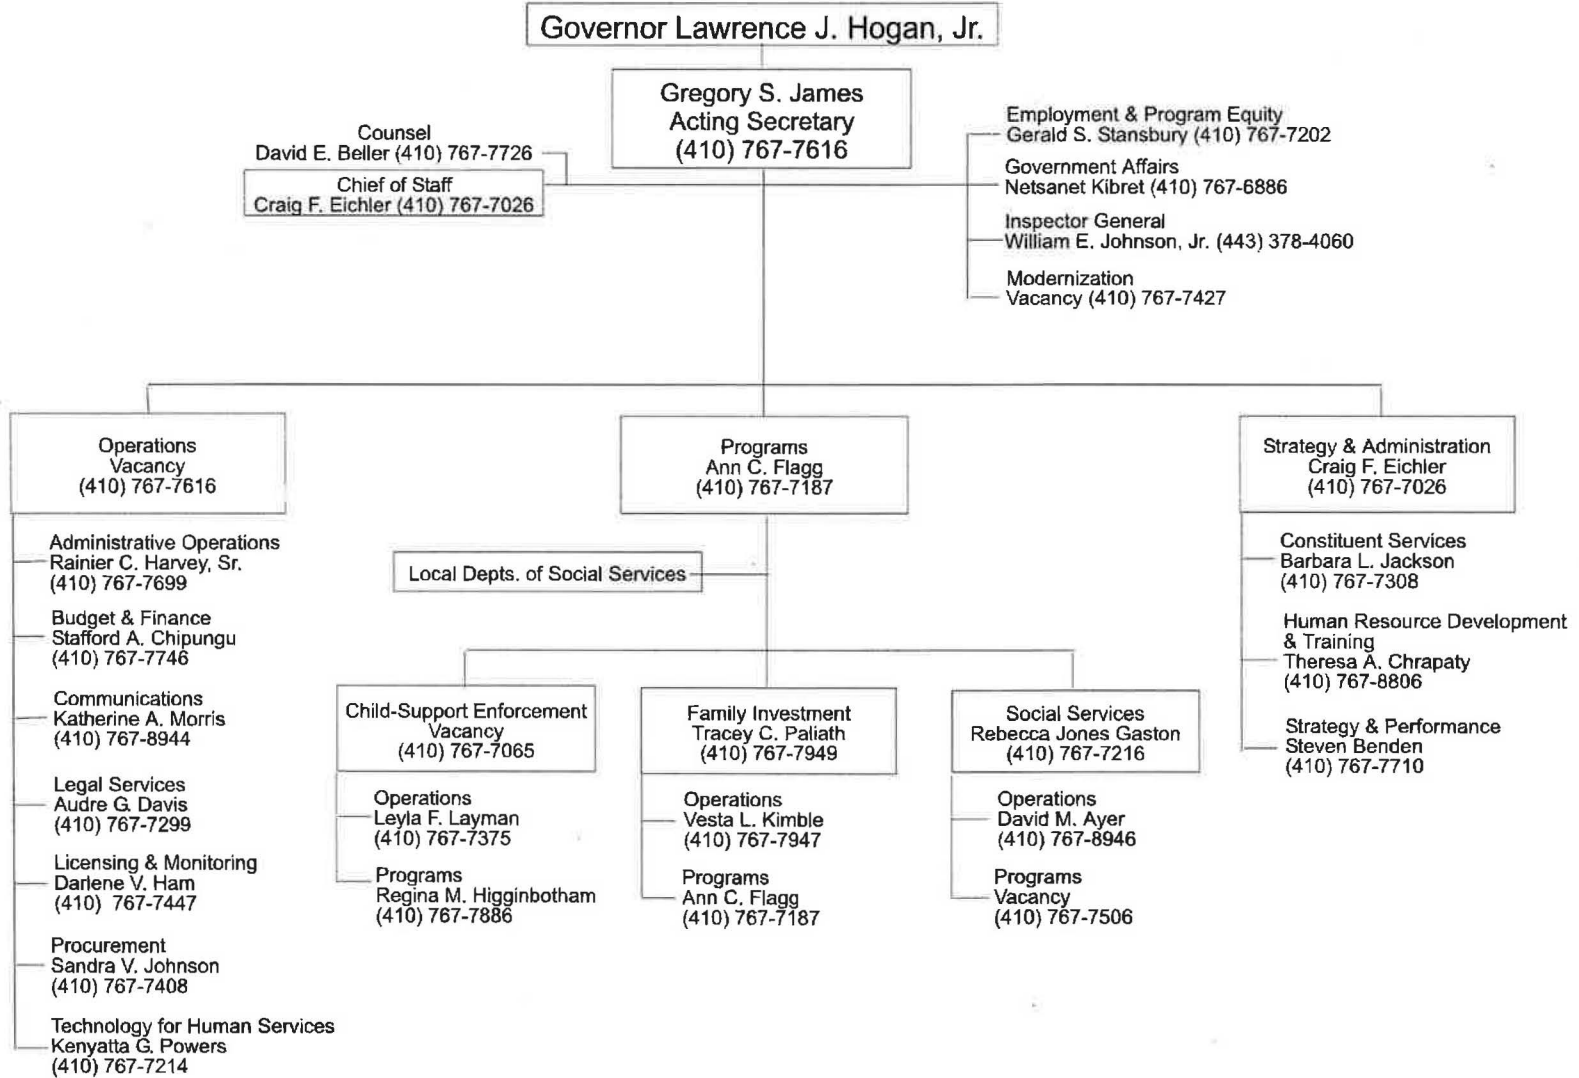 Governor Lawrence J. Hogan, Jr.
Gregory S. James
Acting Secretary
(410) 767-7616
Counsel
David E. Beller (410) 767-7726
Chief of Staff
Craig F. Eichler (410) 767-7026
Employment & Program Equity
Gerald S. Stansbury (410) 767-7202
Government Affairs
Netsanet Kibret (410) 767-6886
Inspector General
William E. Johnson, Jr. (443) 378-4060
Modernization
Vacancy (410) 767-7427
Operations
Vacancy
(410) 767-7616
Administrative Operations
Rainier C. Harvey, Sr.
(410) 767-7699
Budget & Finance
Stafford A. Chipungu
(410) 767-7746
Communications
Katherine A. Morris
(410) 767-8944
Legal Services
Audre G. Davis
(410) 767-7299
Licensing & Monitoring
Darlene V. Ham
(410) 767-7447
Procurement
Sandra V. Johnson
(410) 767-7408
Technology for Human Services
Kenyatta G. Powers
(410) 767-7214
Programs
Ann C. Flagg
(410) 767-7187
Local Depts. of Social Services
Child-Support Enforcement
Vacancy
(410) 767-7065
Operations
Leyla F. Layman
(410) 767-7375
Programs
Regina M. Higginbotham
(410) 767-7886
Family Investment
Tracey C. Paliath
(410) 767-7949
Operations
Vesta L. Kimble
(410) 767-7947
Programs
Ann C. Flagg
(410) 767-7187
Social Services
Rebecca Jones Gaston
(410) 767-7216
Operations
David M. Ayer
(410) 767-8946
Programs
Vacancy
(410) 767-7506
Strategy & Administration
Craig F. Eichler
(410) 767-7026
Constituent Services
Barbara L. Jackson
(410) 767-7308
Human Resource Development
& Training
Theresa A. Chrapaty
(410) 767-8806
Strategy & Performance
Steven Benden
(410) 767-7710